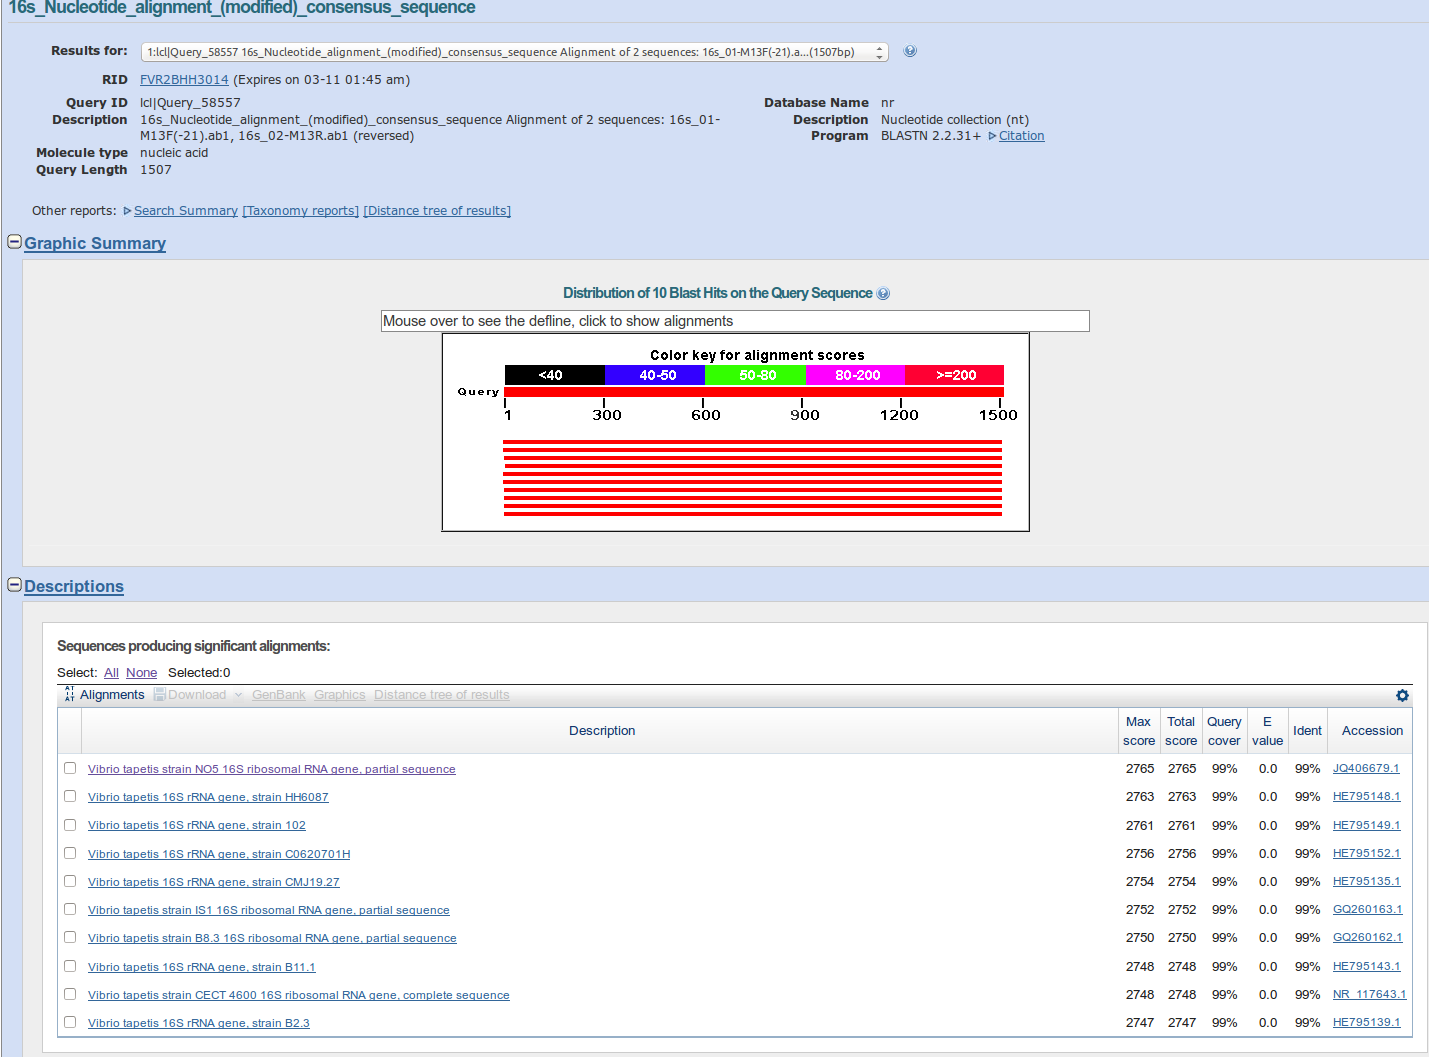 16s_Nucleotide_alignment_(modified)_consensus_sequence
Results for: 1:lcl|Query_58557 16s_Nucleotide_alignment_(modified)_consensus_sequence Alignment of 2 sequences: 16s_01-M13F(-21).a...(1507bp)
RID FVR2BHH3014 (Expires on 03-11 01:45 am)
Query ID lcl|Query_58557
Description 16s_Nucleotide_alignment_(modified)_consensus_sequence Alignment of 2 sequences: 16s_01-
M13F(-21).ab1, 16s_02-M13R.ab1 (reversed)
Molecule type nucleic acid
Query Length 1507
Database Name nr
Description Nucleotide collection (nt)
Program BLASTN 2.2.31+ Citation
Other reports: Search Summary [Taxonomy reports] [Distance tree of results]
Graphic Summary
Distribution of 10 Blast Hits on the Query Sequence
Mouse over to see the defline, click to show alignments
Color key for alignment scores
<40 40-50 50-80 80-200 >=200
Query
1 300 600 900 1200 1500
Descriptions
Sequences producing significant alignments:
Select: All None Selected:0
Alignments Download GenBank Graphics Distance tree of results
Description Max score Total score Query cover E value Ident Accession
Vibrio tapetis strain NO5 16S ribosomal RNA gene, partial sequence 2765 2765 99% 0.0 99% JQ406679.1
Vibrio tapetis 16S rRNA gene, strain HH6087 2763 2763 99% 0.0 99% HE795148.1
Vibrio tapetis 16S rRNA gene, strain 102 2761 2761 99% 0.0 99% HE795149.1
Vibrio tapetis 16S rRNA gene, strain C0620701H 2756 2756 99% 0.0 99% HE795152.1
Vibrio tapetis 16S rRNA gene, strain CMJ19.27 2754 2754 99% 0.0 99% HE795135.1
Vibrio tapetis strain IS1 16S ribosomal RNA gene, partial sequence 2752 2752 99% 0.0 99% GQ260163.1
Vibrio tapetis strain B8.3 16S ribosomal RNA gene, partial sequence 2750 2750 99% 0.0 99% GQ260162.1
Vibrio tapetis 16S rRNA gene, strain B11.1 2748 2748 99% 0.0 99% HE795143.1
Vibrio tapetis strain CECT 4600 16S ribosomal RNA gene, complete sequence 2748 2748 99% 0.0 99% NR_117643.1
Vibrio tapetis 16S rRNA gene, strain B2.3 2747 2747 99% 0.0 99% HE795139.1